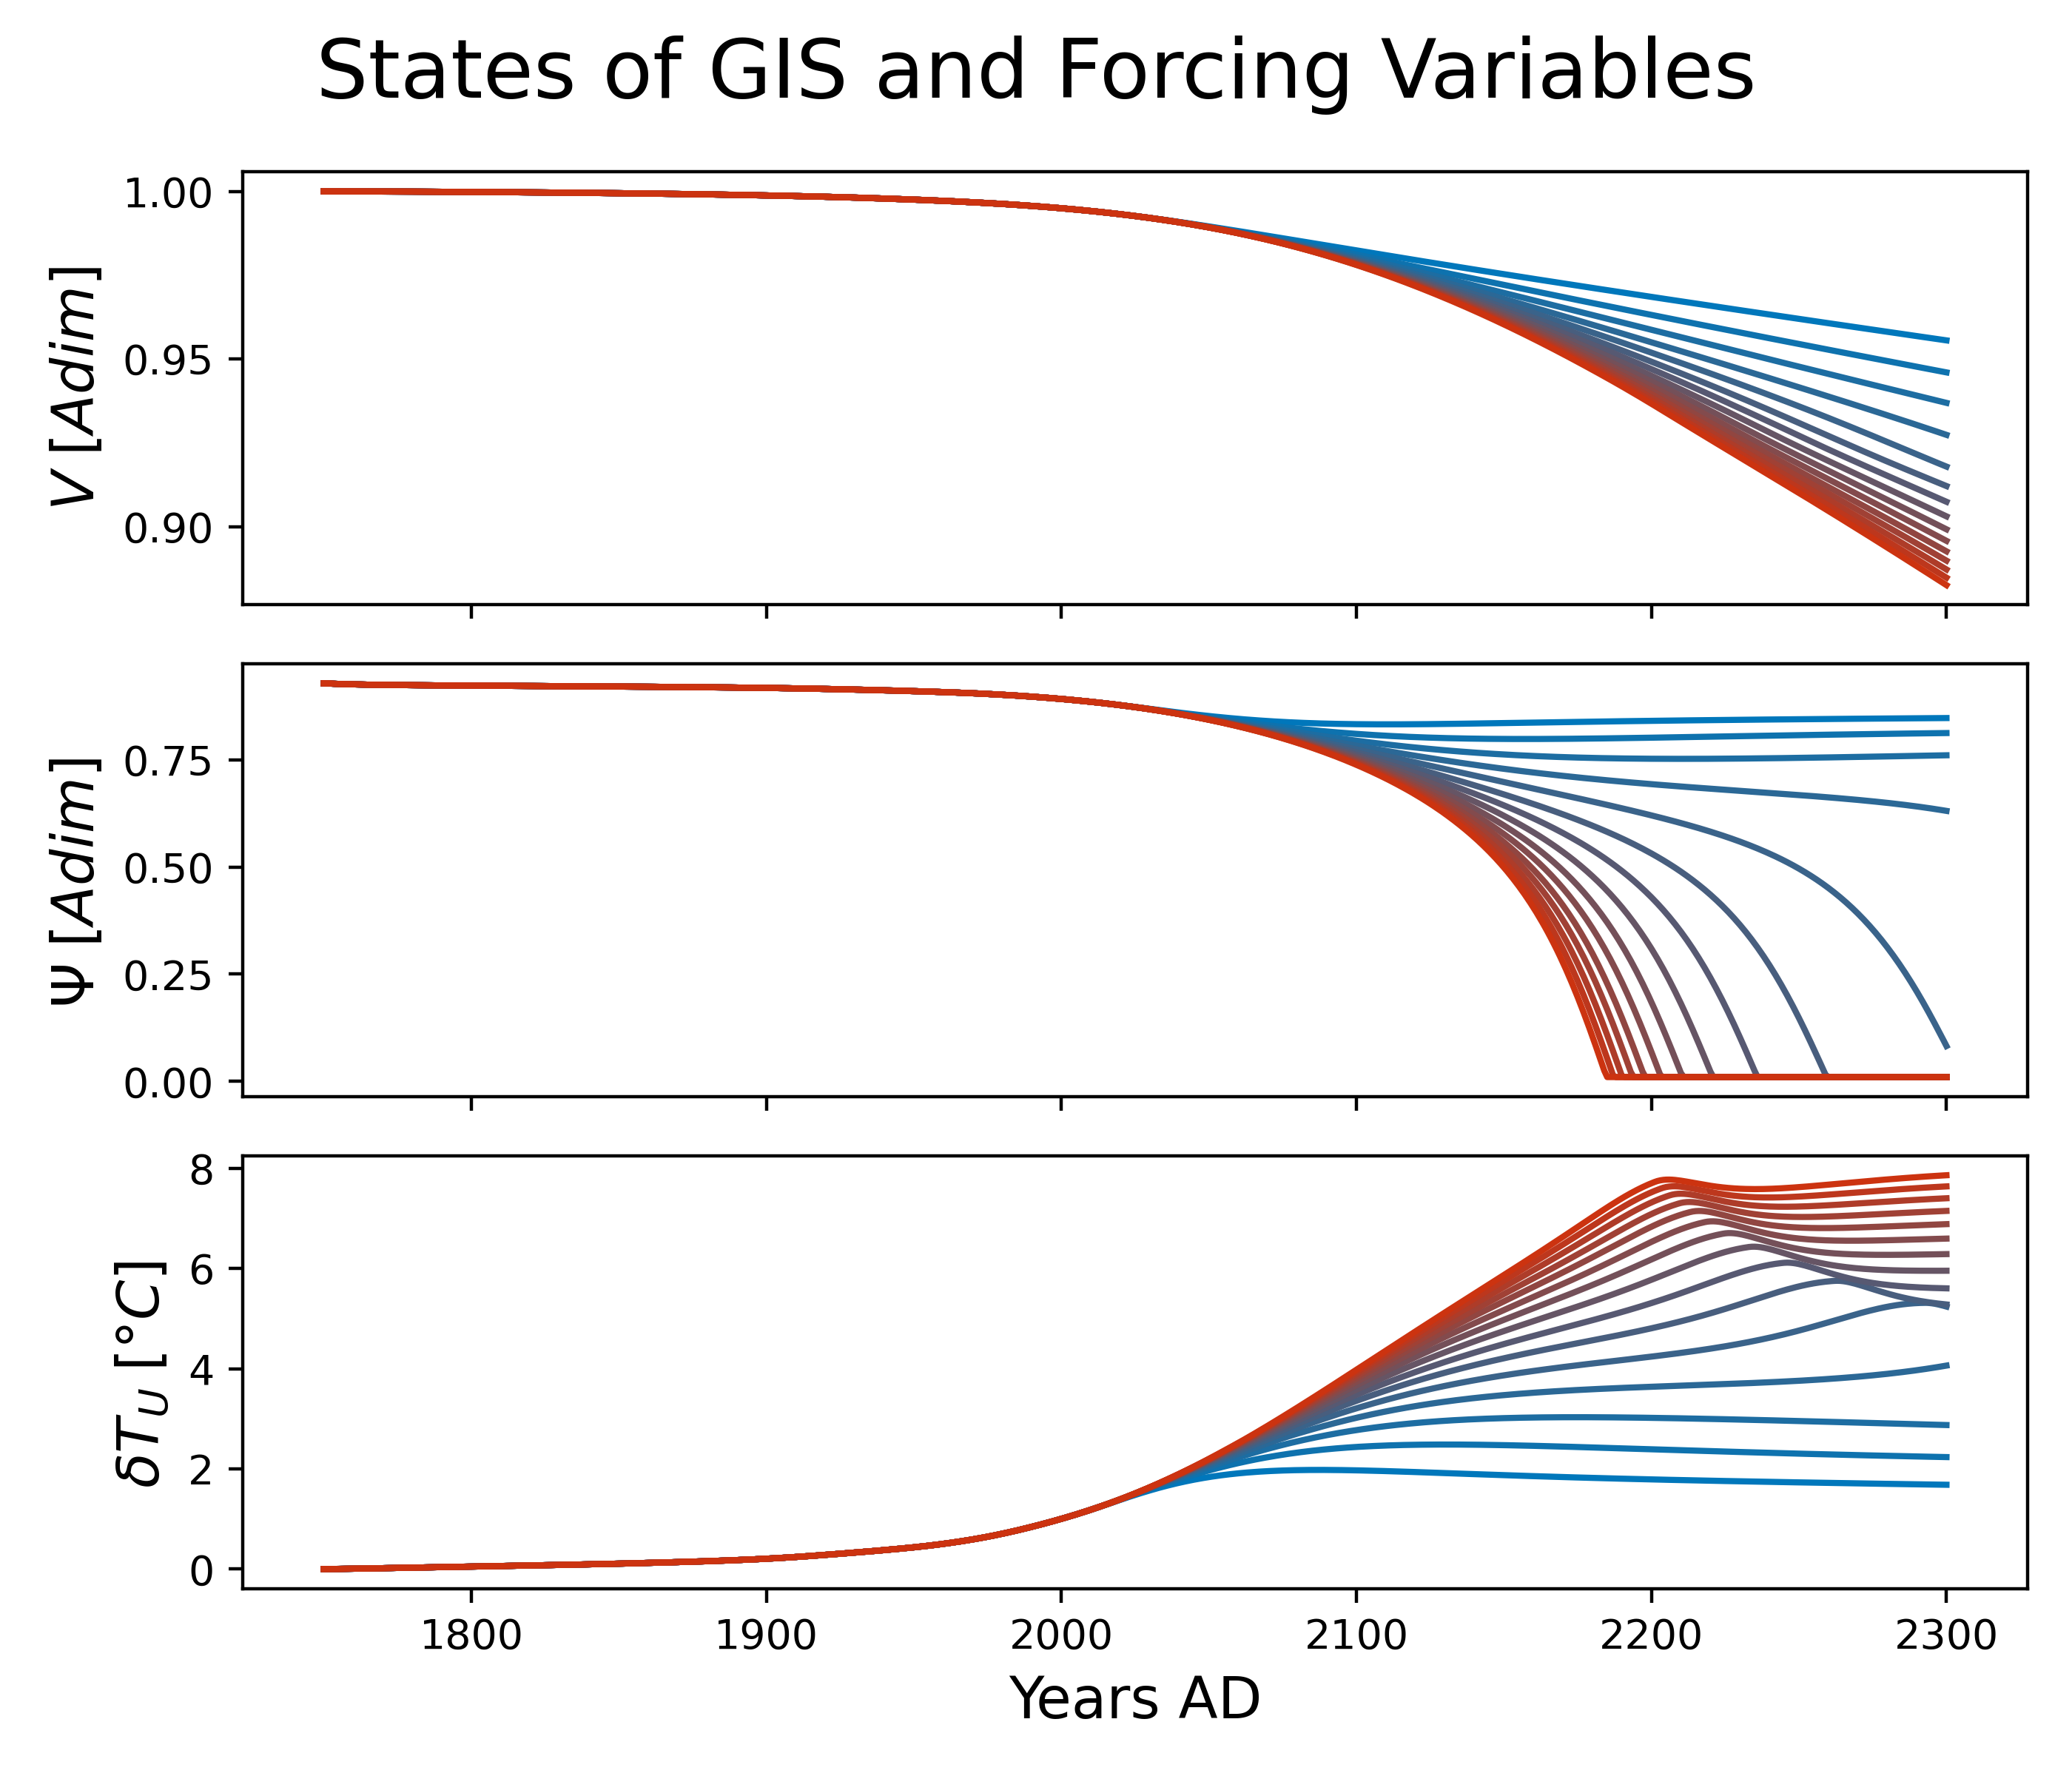 States of GIS and Forcing Variables
1.00
0.95
0.90
V [Adim]
0.75
0.50
0.25
0.00
Ψ [Adim]
8
6
4
2
0
δT_U [°C]
1800 1900 2000 2100 2200 2300
Years AD